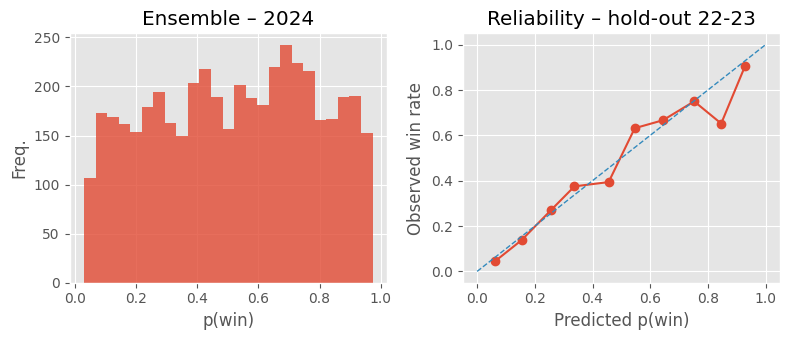 Ensemble – 2024
250
200
150
100
50
0
0.0 0.2 0.4 0.6 0.8 1.0
Freq.
p(win)
Reliability – hold-out 22-23
1.0
0.8
0.6
0.4
0.2
0.0
0.0 0.2 0.4 0.6 0.8 1.0
Observed win rate
Predicted p(win)